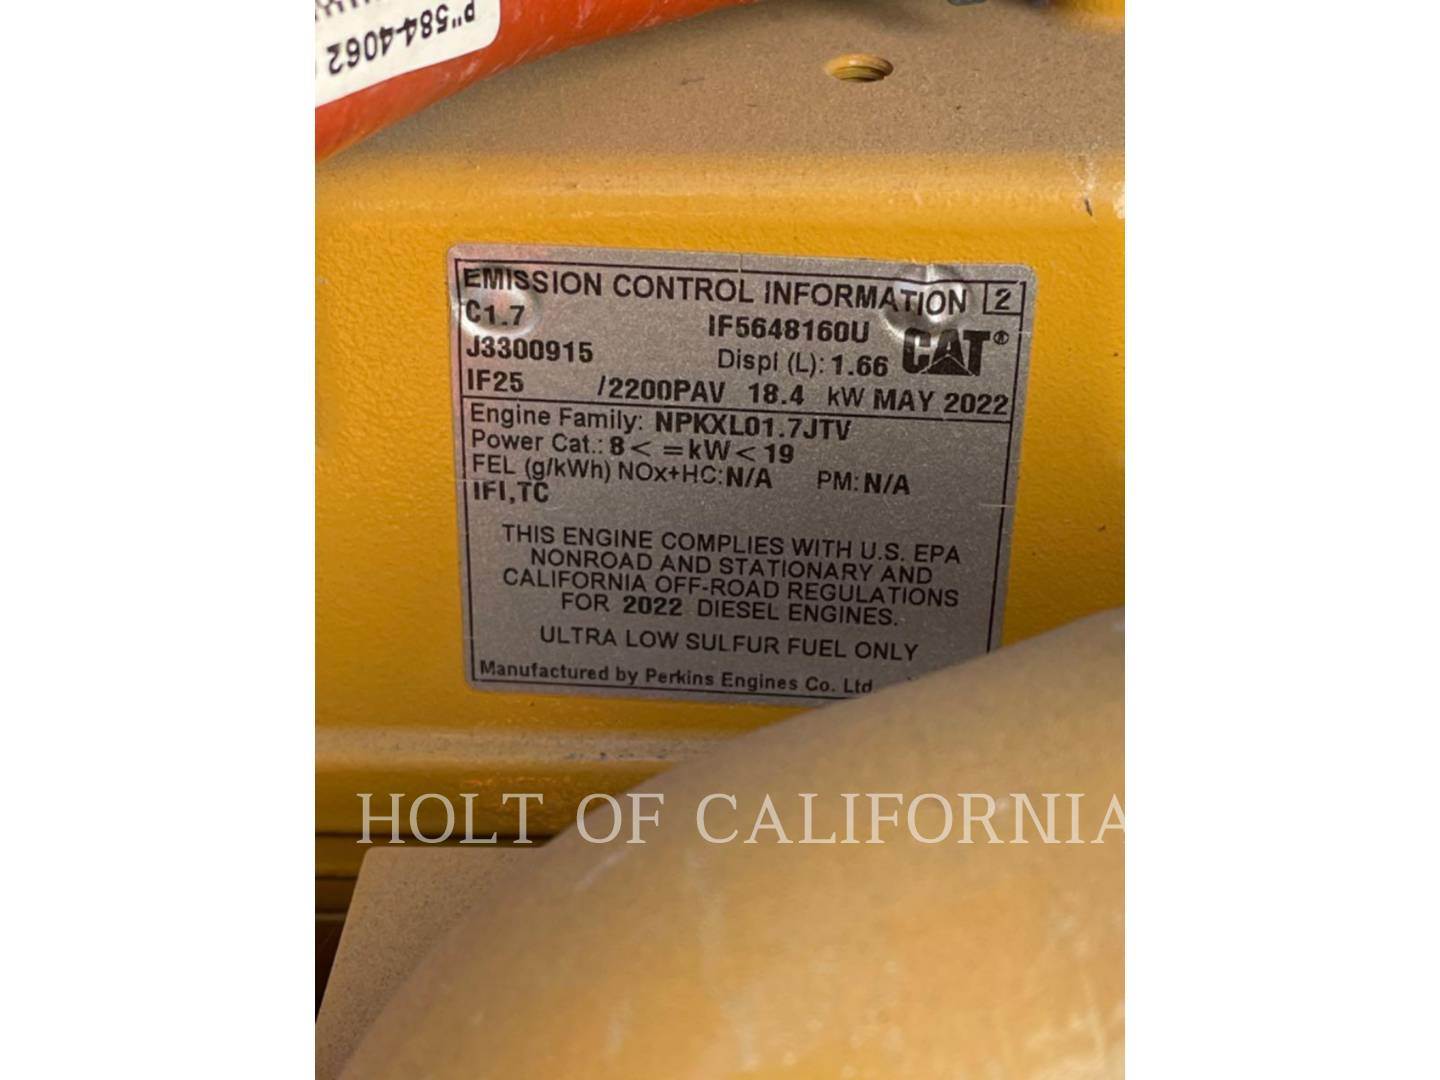 P"584-4062
EMISSION CONTROL INFORMATION 2
C1.7 IF5648160U
CAT®
J3300915 Displ (L): 1.66
IF25 /2200PAV 18.4 kW MAY 2022
Engine Family: NPKXL01.7JTV
Power Cat.: 8< =kW<19
FEL (g/kWh) NOx+HC:N/A PM:N/A
IFI,TC
THIS ENGINE COMPLIES WITH U.S. EPA
NONROAD AND STATIONARY AND
CALIFORNIA OFF-ROAD REGULATIONS
FOR 2022 DIESEL ENGINES.
ULTRA LOW SULFUR FUEL ONLY
Manufactured by Perkins Engines Co. Ltd
HOLT OF CALIFORNIA